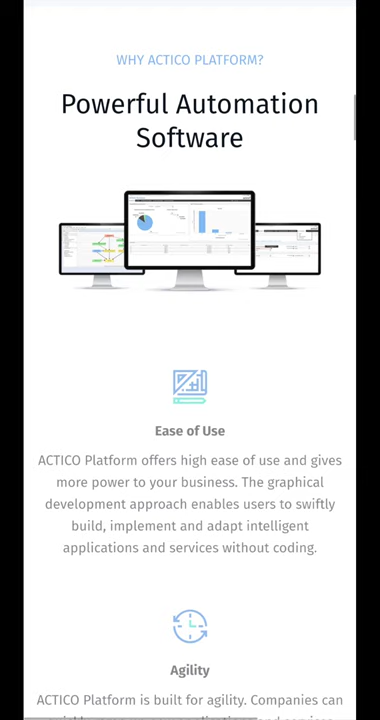 WHY ACTICO PLATFORM?
Powerful Automation
Software
Ease of Use
ACTICO Platform offers high ease of use and gives
more power to your business. The graphical
development approach enables users to swiftly
build, implement and adapt intelligent
applications and services without coding.
Agility
ACTICO Platform is built for agility. Companies can